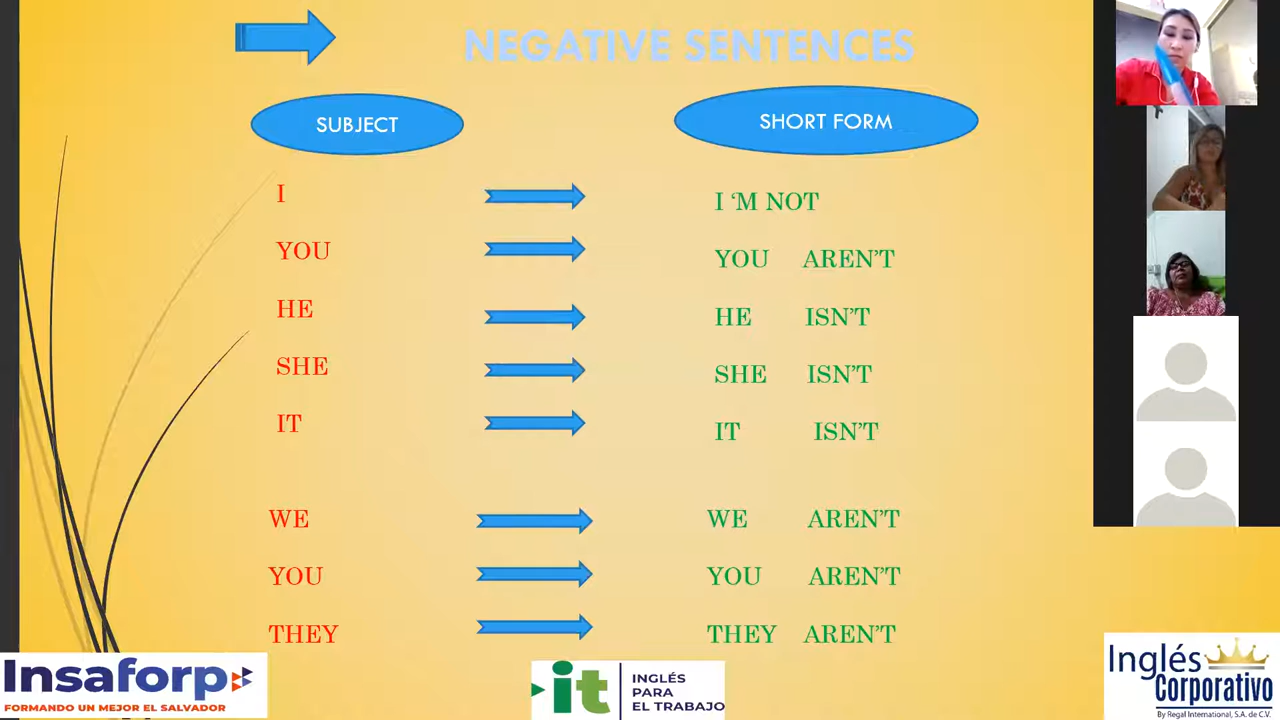 NEGATIVE SENTENCES
SUBJECT
SHORT FORM
I
I ‘M NOT
YOU
YOU AREN’T
HE
HE ISN’T
SHE
SHE ISN’T
IT
IT ISN’T
WE
WE AREN’T
YOU
YOU AREN’T
THEY
THEY AREN’T
Insaforp
FORMANDO UN MEJOR EL SALVADOR
it
INGLÉS
PARA
EL TRABAJO
Inglés
Corporativo
By Regal International, S.A. de C.V.